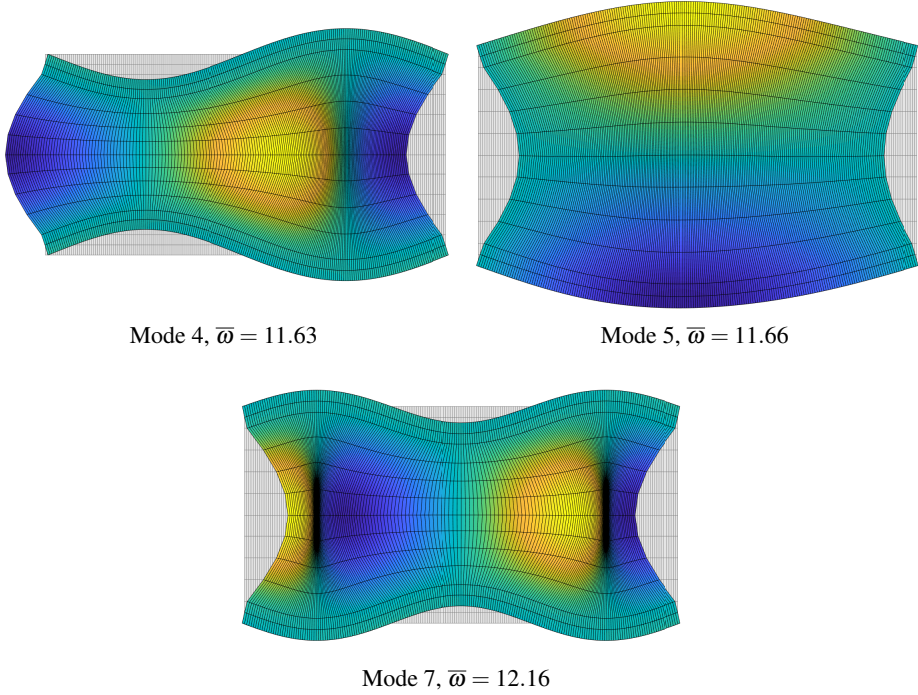 Mode 4, ω̅ = 11.63
Mode 5, ω̅ = 11.66
Mode 7, ω̅ = 12.16